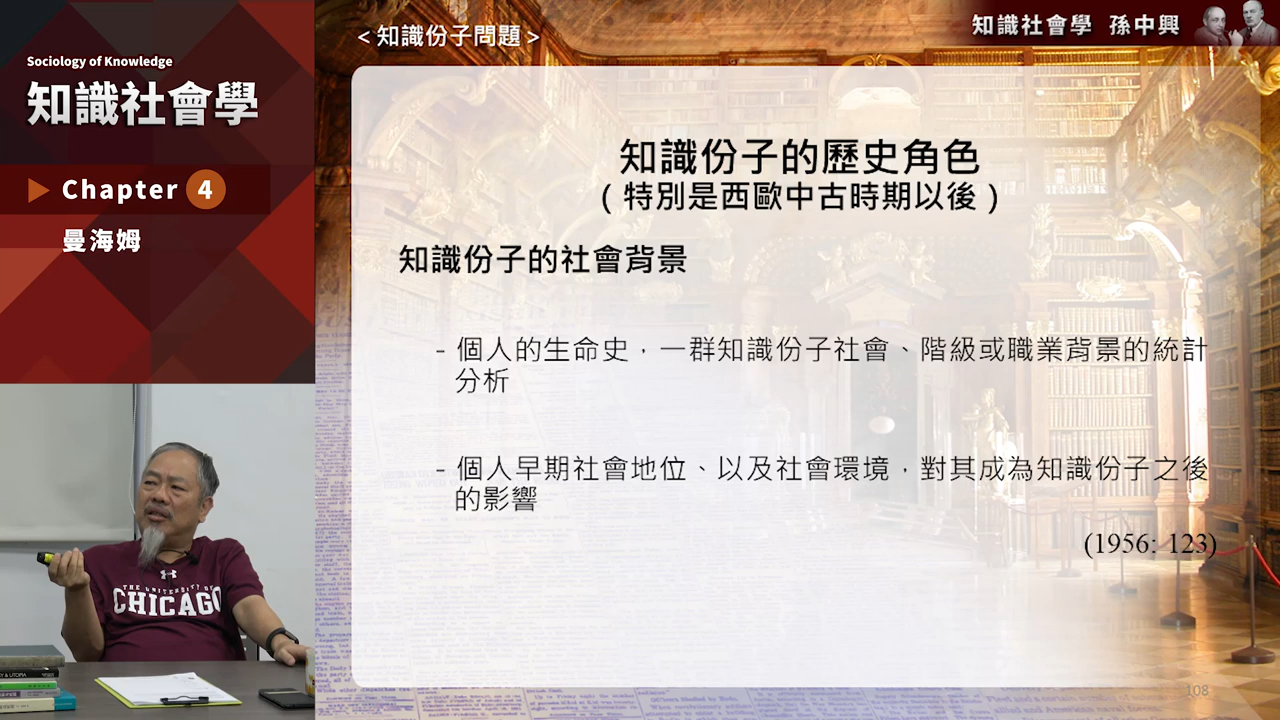 Sociology of Knowledge
知識社會學
Chapter 4
曼海姆
<知識份子問題>
知識社會學 孫中興
知識份子的歷史角色
(特別是西歐中古時期以後)
知識份子的社會背景
- 個人的生命史，一群知識份子社會、階級或職業背景的統計
分析
- 個人早期社會地位、以及社會環境，對其成為知識份子之後
的影響
(1956: 123)
108
THE UNIVERSITY OF
CHICAGO